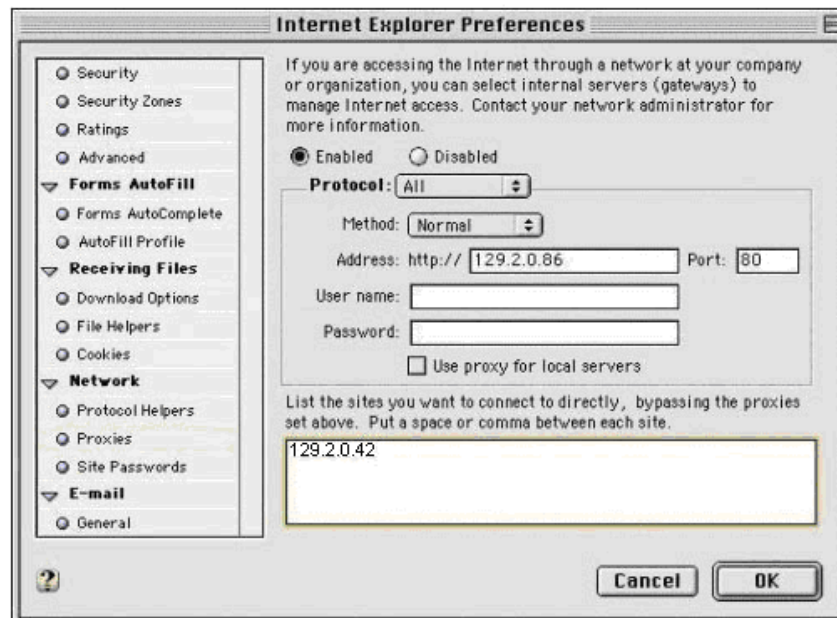 Internet Explorer Preferences
Security
Security Zones
Ratings
Advanced
Forms AutoFill
Forms AutoComplete
AutoFill Profile
Receiving Files
Download Options
File Helpers
Cookies
Network
Protocol Helpers
Proxies
Site Passwords
E-mail
General
If you are accessing the Internet through a network at your company
or organization, you can select internal servers (gateways) to
manage Internet access. Contact your network administrator for
more information.
Enabled Disabled
Protocol: All
Method: Normal
Address: http:// 129.2.0.86 Port: 80
User name:
Password:
Use proxy for local servers
List the sites you want to connect to directly, bypassing the proxies
set above. Put a space or comma between each site.
129.2.0.42
?
Cancel OK